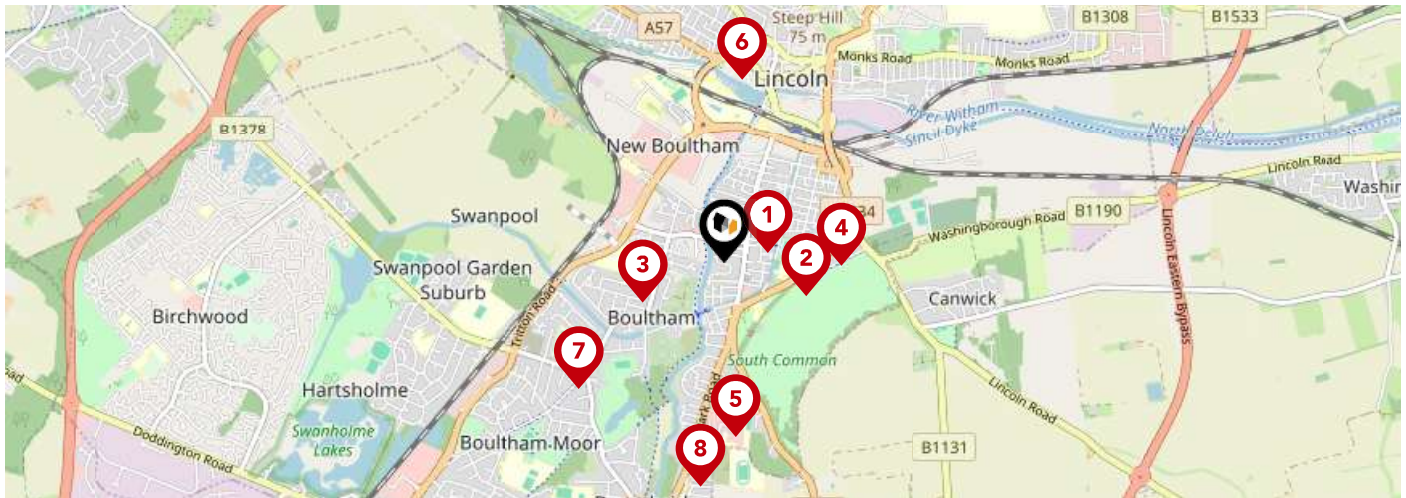 Steep Hill
75 m
B1308
B1533
A57
6
Monks Road
Monks Road
Lincoln
River Witham
Sincil Dyke
North Delph
B1378
New Boultham
Lincoln Road
Swanpool
1
34
4
B1190
Washingborough Road
2
3
Swanpool Garden
Suburb
Canwick
Lincoln Eastern Bypass
Birchwood
Tritton Road
Boultham
7
South Common
Hartsholme
5
Lincoln Road
Swanholme
Lakes
Doddington Road
Boultham Moor
8
B1131